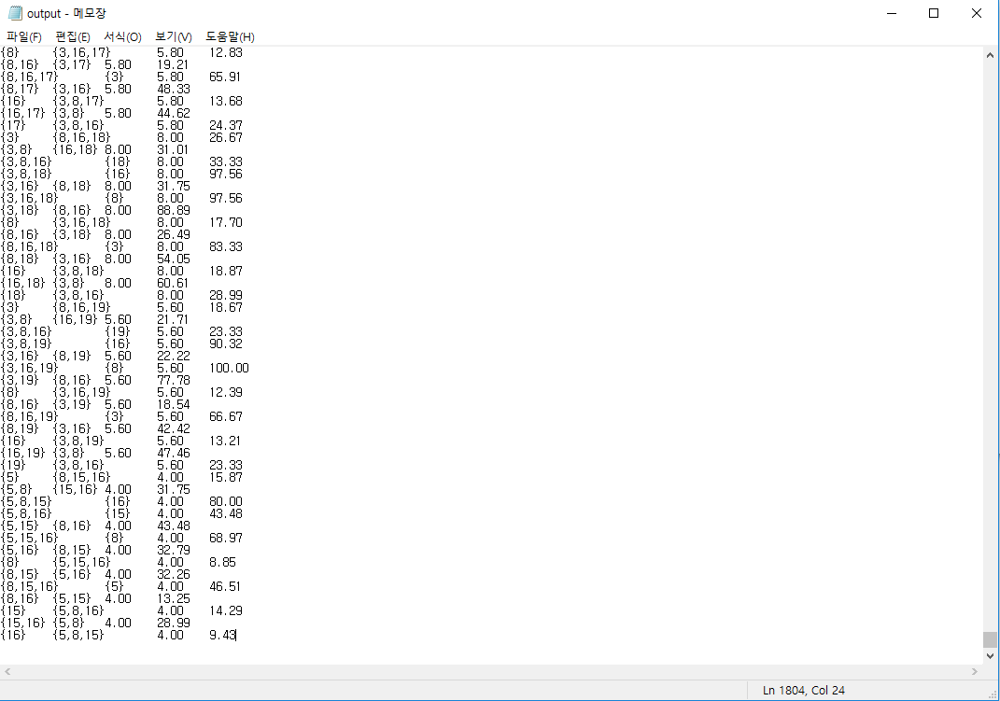 output - 메모장
파일(F) 편집(E) 서식(O) 보기(V) 도움말(H)
{8} {3,16,17} 5.80 12.83
{8,16} {3,17} 5.80 19.21
{8,16,17} {3} 5.80 65.91
{8,17} {3,16} 5.80 48.33
{16} {3,8,17} 5.80 13.68
{16,17} {3,8} 5.80 44.62
{17} {3,8,16} 5.80 24.37
{3} {8,16,18} 8.00 26.67
{3,8} {16,18} 8.00 31.01
{3,8,16} {18} 8.00 33.33
{3,8,18} {16} 8.00 97.56
{3,16} {8,18} 8.00 31.75
{3,16,18} {8} 8.00 97.56
{3,18} {8,16} 8.00 88.89
{8} {3,16,18} 8.00 17.70
{8,16} {3,18} 8.00 26.49
{8,16,18} {3} 8.00 83.33
{8,18} {3,16} 8.00 54.05
{16} {3,8,18} 8.00 18.87
{16,18} {3,8} 8.00 60.61
{18} {3,8,16} 8.00 28.99
{3} {8,16,19} 5.60 18.67
{3,8} {16,19} 5.60 21.71
{3,8,16} {19} 5.60 23.33
{3,8,19} {16} 5.60 90.32
{3,16} {8,19} 5.60 22.22
{3,16,19} {8} 5.60 100.00
{3,19} {8,16} 5.60 77.78
{8} {3,16,19} 5.60 12.39
{8,16} {3,19} 5.60 18.54
{8,16,19} {3} 5.60 66.67
{8,19} {3,16} 5.60 42.42
{16} {3,8,19} 5.60 13.21
{16,19} {3,8} 5.60 47.46
{19} {3,8,16} 5.60 23.33
{5} {8,15,16} 4.00 15.87
{5,8} {15,16} 4.00 31.75
{5,8,15} {16} 4.00 80.00
{5,8,16} {15} 4.00 43.48
{5,15} {8,16} 4.00 43.48
{5,15,16} {8} 4.00 68.97
{5,16} {8,15} 4.00 32.79
{8} {5,15,16} 4.00 8.85
{8,15} {5,16} 4.00 32.26
{8,15,16} {5} 4.00 46.51
{8,16} {5,15} 4.00 13.25
{15} {5,8,16} 4.00 14.29
{15,16} {5,8} 4.00 28.99
{16} {5,8,15} 4.00 9.43
Ln 1804, Col 24